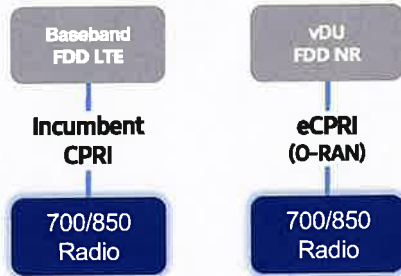 Baseband
FDD LTE
Incumbent
CPRI
700/850
Radio
vDU
FDD NR
eCPRI
(O-RAN)
700/850
Radio